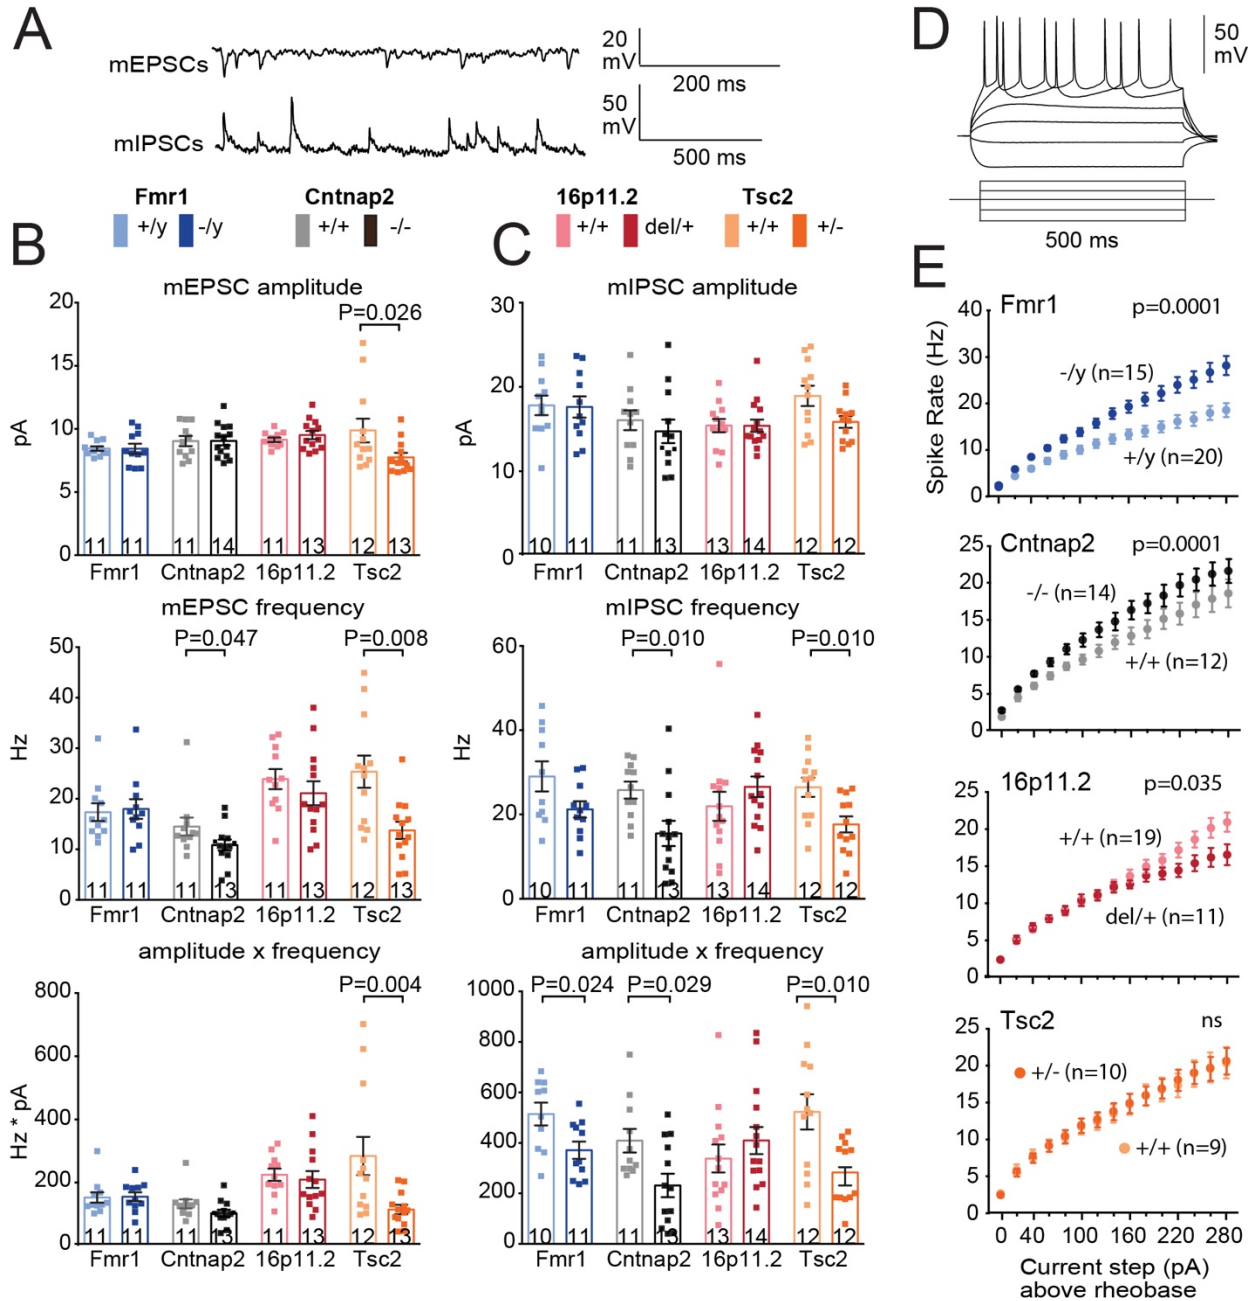 A
mEPSCs
20
mV
200 ms
mIPSCs
50
mV
500 ms
Fmr1
+/y
-/y
Cntnap2
+/+
-/-
16p11.2
+/+
del/+
Tsc2
+/+
+/-
B
mEPSC amplitude
P=0.026
20
15
10
5
0
pA
11
11
11
14
11
13
12
13
Fmr1
Cntnap2
16p11.2
Tsc2
mEPSC frequency
P=0.047
P=0.008
50
40
30
20
10
0
Hz
11
11
11
13
11
13
12
13
Fmr1
Cntnap2
16p11.2
Tsc2
amplitude x frequency
P=0.004
800
600
400
200
0
Hz * pA
11
11
11
13
11
13
12
13
Fmr1
Cntnap2
16p11.2
Tsc2
C
mIPSC amplitude
30
20
10
0
pA
10
11
11
13
13
14
12
12
Fmr1
Cntnap2
16p11.2
Tsc2
mIPSC frequency
P=0.010
P=0.010
60
40
20
0
Hz
10
11
11
13
13
14
12
12
Fmr1
Cntnap2
16p11.2
Tsc2
amplitude x frequency
P=0.024
P=0.029
P=0.010
1000
800
600
400
200
0
10
11
11
13
13
14
12
12
Fmr1
Cntnap2
16p11.2
Tsc2
D
50
mV
500 ms
E
Fmr1
p=0.0001
40
30
20
10
0
Spike Rate (Hz)
-/y (n=15)
+/y (n=20)
Cntnap2
p=0.0001
25
20
15
10
5
0
-/- (n=14)
+/+ (n=12)
16p11.2
p=0.035
25
20
15
10
5
0
+/+ (n=19)
del/+ (n=11)
Tsc2
ns
25
20
15
10
5
0
+/- (n=10)
+/+ (n=9)
0 40 80 120 160 200 240 280
Current step (pA)
above rheobase